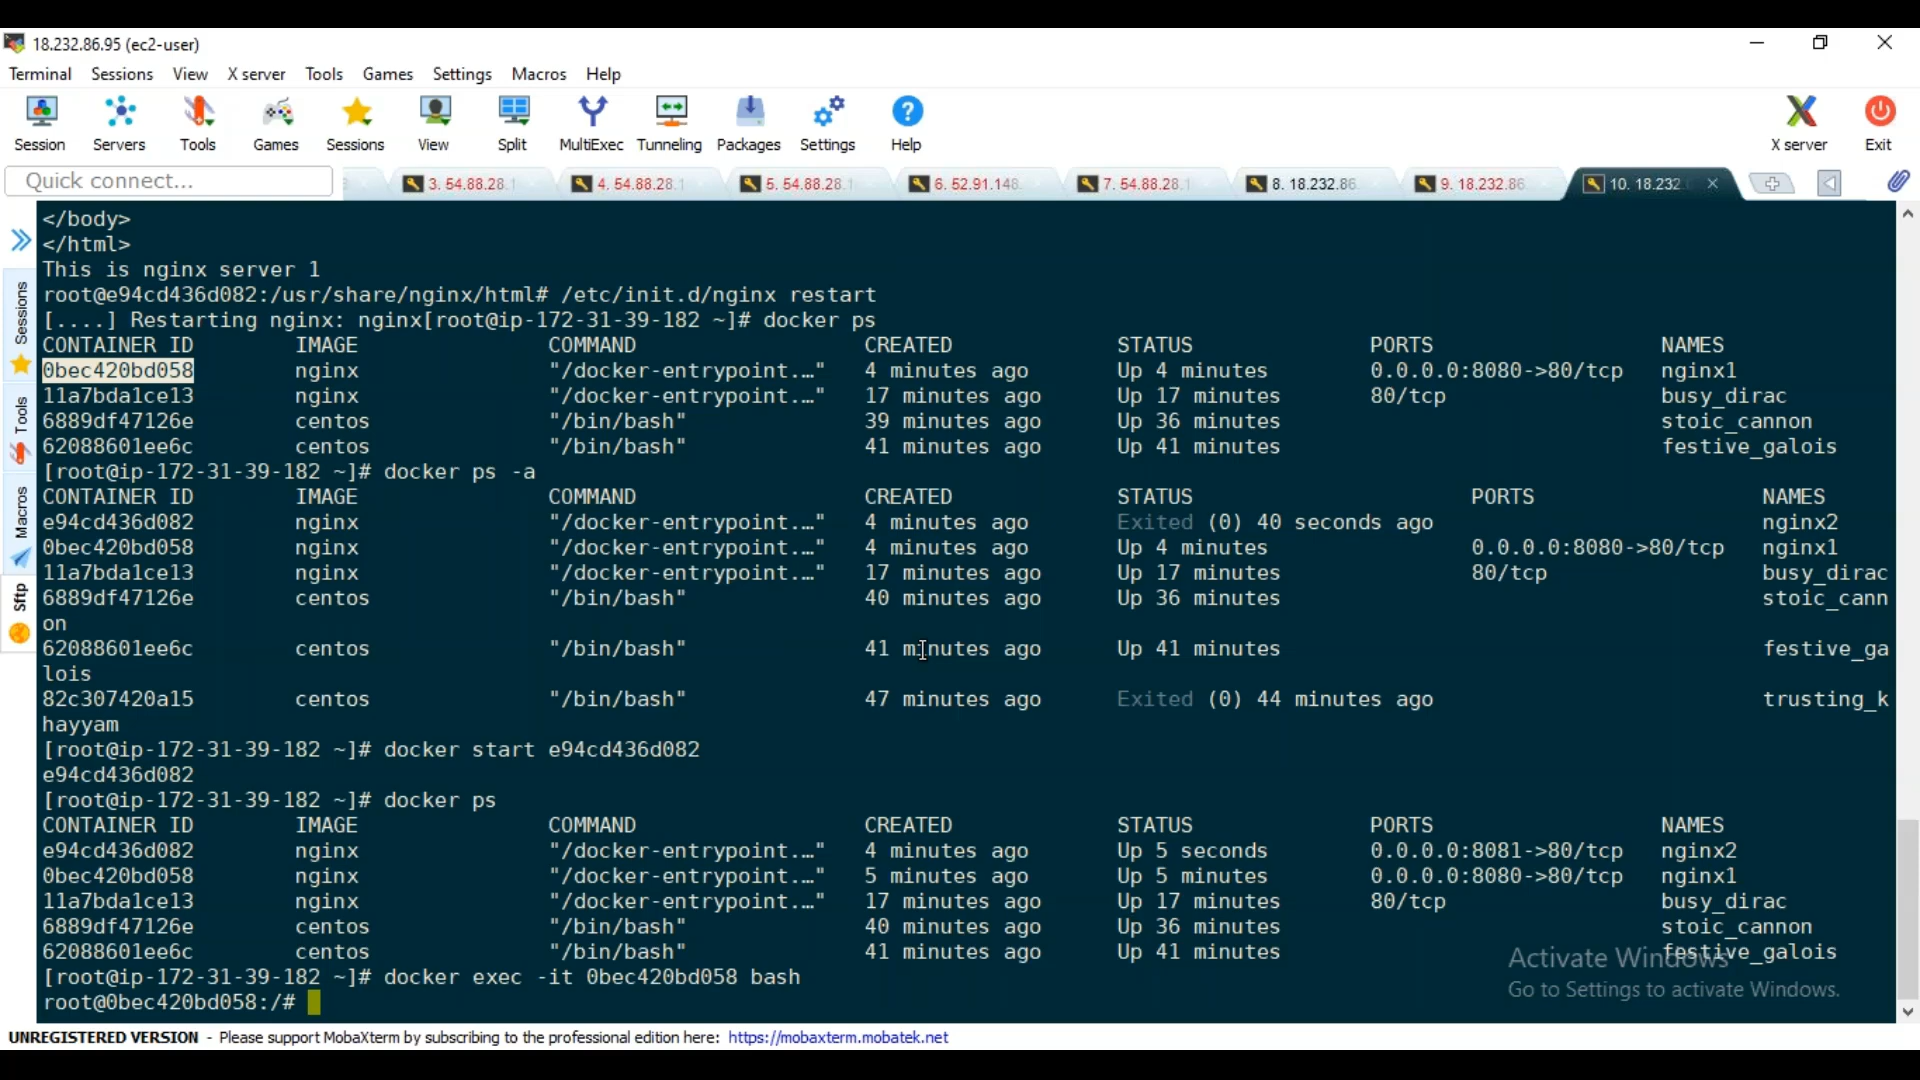 18.232.86.95 (ec2-user)
Terminal Sessions View X server Tools Games Settings Macros Help
Session Servers Tools Games Sessions View Split MultiExec Tunneling Packages Settings Help X server Exit
Quick connect... 3. 54.88.28.1 4. 54.88.28.1 5. 54.88.28.1 6. 52.91.148. 7. 54.88.28.1 8. 18.232.86. 9. 18.232.86. 10. 18.232.
Sessions
Tools
Macros
Sftp
</body>
</html>
This is nginx server 1
root@e94cd436d082:/usr/share/nginx/html# /etc/init.d/nginx restart
[....] Restarting nginx: nginx[root@ip-172-31-39-182 ~]# docker ps
CONTAINER ID IMAGE COMMAND CREATED STATUS PORTS NAMES
0bec420bd058 nginx "/docker-entrypoint.…" 4 minutes ago Up 4 minutes 0.0.0.0:8080->80/tcp nginx1
11a7bda1ce13 nginx "/docker-entrypoint.…" 17 minutes ago Up 17 minutes 80/tcp busy_dirac
6889df47126e centos "/bin/bash" 39 minutes ago Up 36 minutes stoic_cannon
62088601ee6c centos "/bin/bash" 41 minutes ago Up 41 minutes festive_galois
[root@ip-172-31-39-182 ~]# docker ps -a
CONTAINER ID IMAGE COMMAND CREATED STATUS PORTS NAMES
e94cd436d082 nginx "/docker-entrypoint.…" 4 minutes ago Exited (0) 40 seconds ago nginx2
0bec420bd058 nginx "/docker-entrypoint.…" 4 minutes ago Up 4 minutes 0.0.0.0:8080->80/tcp nginx1
11a7bda1ce13 nginx "/docker-entrypoint.…" 17 minutes ago Up 17 minutes 80/tcp busy_dirac
6889df47126e centos "/bin/bash" 40 minutes ago Up 36 minutes stoic_cann
on
62088601ee6c centos "/bin/bash" 41 minutes ago Up 41 minutes festive_ga
lois
82c307420a15 centos "/bin/bash" 47 minutes ago Exited (0) 44 minutes ago trusting_k
hayyam
[root@ip-172-31-39-182 ~]# docker start e94cd436d082
e94cd436d082
[root@ip-172-31-39-182 ~]# docker ps
CONTAINER ID IMAGE COMMAND CREATED STATUS PORTS NAMES
e94cd436d082 nginx "/docker-entrypoint.…" 4 minutes ago Up 5 seconds 0.0.0.0:8081->80/tcp nginx2
0bec420bd058 nginx "/docker-entrypoint.…" 5 minutes ago Up 5 minutes 0.0.0.0:8080->80/tcp nginx1
11a7bda1ce13 nginx "/docker-entrypoint.…" 17 minutes ago Up 17 minutes 80/tcp busy_dirac
6889df47126e centos "/bin/bash" 40 minutes ago Up 36 minutes stoic_cannon
62088601ee6c centos "/bin/bash" 41 minutes ago Up 41 minutes festive_galois
[root@ip-172-31-39-182 ~]# docker exec -it 0bec420bd058 bash
root@0bec420bd058:/#
Activate Windows
Go to Settings to activate Windows.
UNREGISTERED VERSION - Please support MobaXterm by subscribing to the professional edition here: https://mobaxterm.mobatek.net